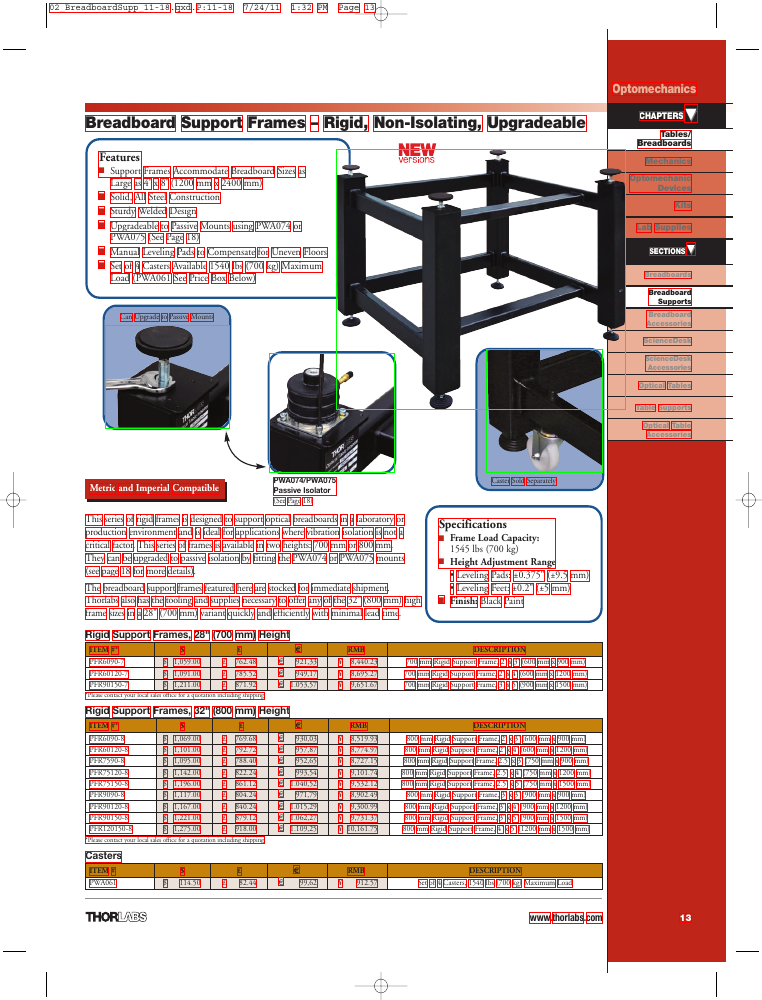 02 BreadboardSupp 11-18.qxd.P:11-18 7/24/11 1:32 PM Page 13
Optomechanics
CHAPTERS
Tables/
Breadboards
Mechanics
Optomechanic
Devices
Kits
Lab Supplies
SECTIONS
Breadboards
Breadboard
Supports
Breadboard
Accessories
ScienceDesk
ScienceDesk
Accessories
Optical Tables
Table Supports
Optical Table
Accessories
Breadboard Support Frames – Rigid, Non-Isolating, Upgradeable
NEW
versions
Features
Support Frames Accommodate Breadboard Sizes as
Large as 4' x 8' (1200 mm x 2400 mm)
Solid, All Steel Construction
Sturdy Welded Design
Upgradeable to Passive Mounts using PWA074 or
PWA075 (See Page 18)
Manual Leveling Pads to Compensate for Uneven Floors
Set of 4 Casters Available 1540 lbs (700 kg) Maximum
Load (PWA061 See Price Box Below)
Can Upgrade to Passive Mounts
THOR
PWA074/PWA075
Passive Isolator
(See Page 18)
Caster Sold Separately
Metric and Imperial Compatible
This series of rigid frames is designed to support optical breadboards in a laboratory or
production environment and is ideal for applications where vibration isolation is not a
critical factor. This series of frames is available in two heights: 700 mm or 800 mm.
They can be upgraded to passive isolation by fitting the PWA074 or PWA075 mounts
(see page 18 for more details).
The breadboard support frames featured here are stocked for immediate shipment.
Thorlabs also has the tooling and supplies necessary to offer any of the 32" (800 mm) high
frame sizes in a 28" (700 mm) variant quickly and efficiently with minimal lead time.
Specifications
Frame Load Capacity:
1545 lbs (700 kg)
Height Adjustment Range
• Leveling Pads: ±0.375" (±9.5 mm)
• Leveling Feet: ±0.2" (±5 mm)
Finish: Black Paint
Rigid Support Frames, 28" (700 mm) Height
ITEM #* $ £ € RMB DESCRIPTION
PFR6090-7 $ 1,059.00 £ 762.48 € 921,33 ¥ 8,440.23 700 mm Rigid Support Frame, 2' x 3' (600 mm x 900 mm)
PFR60120-7 $ 1,091.00 £ 785.52 € 949,17 ¥ 8,695.27 700 mm Rigid Support Frame, 2' x 4' (600 mm x 1200 mm)
PFR90150-7 $ 1,211.00 £ 871.92 € 1.053,57 ¥ 9,651.67 700 mm Rigid Support Frame, 3' x 5' (900 mm x 1500 mm)
*Please contact your local sales office for a quotation including shipping
Rigid Support Frames, 32" (800 mm) Height
ITEM #* $ £ € RMB DESCRIPTION
PFR6090-8 $ 1,069.00 £ 769.68 € 930,03 ¥ 8,519.93 800 mm Rigid Support Frame, 2' x 3' (600 mm x 900 mm)
PFR60120-8 $ 1,101.00 £ 792.72 € 957,87 ¥ 8,774.97 800 mm Rigid Support Frame, 2' x 4' (600 mm x 1200 mm)
PFR7590-8 $ 1,095.00 £ 788.40 € 952,65 ¥ 8,727.15 800 mm Rigid Support Frame, 2.5' x 3' (750 mm x 900 mm)
PFR75120-8 $ 1,142.00 £ 822.24 € 993,54 ¥ 9,101.74 800 mm Rigid Support Frame, 2.5' x 4' (750 mm x 1200 mm)
PFR75150-8 $ 1,196.00 £ 861.12 € 1.040,52 ¥ 9,532.12 800 mm Rigid Support Frame, 2.5' x 5' (750 mm x 1500 mm)
PFR9090-8 $ 1,117.00 £ 804.24 € 971,79 ¥ 8,902.49 800 mm Rigid Support Frame, 3' x 3' (900 mm x 900 mm)
PFR90120-8 $ 1,167.00 £ 840.24 € 1.015,29 ¥ 9,300.99 800 mm Rigid Support Frame, 3' x 4' (900 mm x 1200 mm)
PFR90150-8 $ 1,221.00 £ 879.12 € 1.062,27 ¥ 9,731.37 800 mm Rigid Support Frame, 3' x 5' (900 mm x 1500 mm)
PFR120150-8 $ 1,275.00 £ 918.00 € 1.109,25 ¥ 10,161.75 800 mm Rigid Support Frame, 4' x 5' (1200 mm x 1500 mm)
*Please contact your local sales office for a quotation including shipping
Casters
ITEM # $ £ € RMB DESCRIPTION
PWA061 $ 114.50 £ 82.44 € 99,62 ¥ 912.57 Set of 4 Casters, 1540 lbs (700 kg) Maximum Load
THORLABS
www.thorlabs.com
13